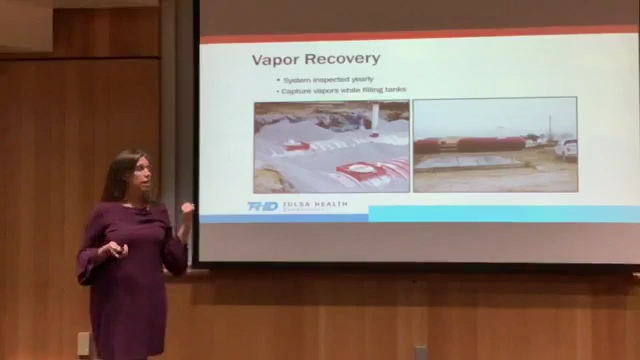 Vapor Recovery
System inspected yearly
Capture vapors while filling tanks
THD TULSA HEALTH